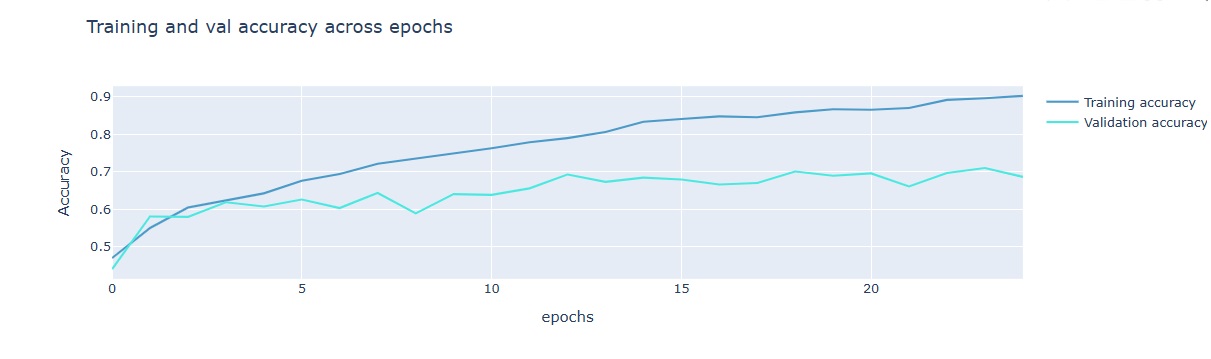 Training and val accuracy across epochs
Accuracy
0.9
0.8
0.7
0.6
0.5
0
5
10
15
20
epochs
Training accuracy
Validation accuracy